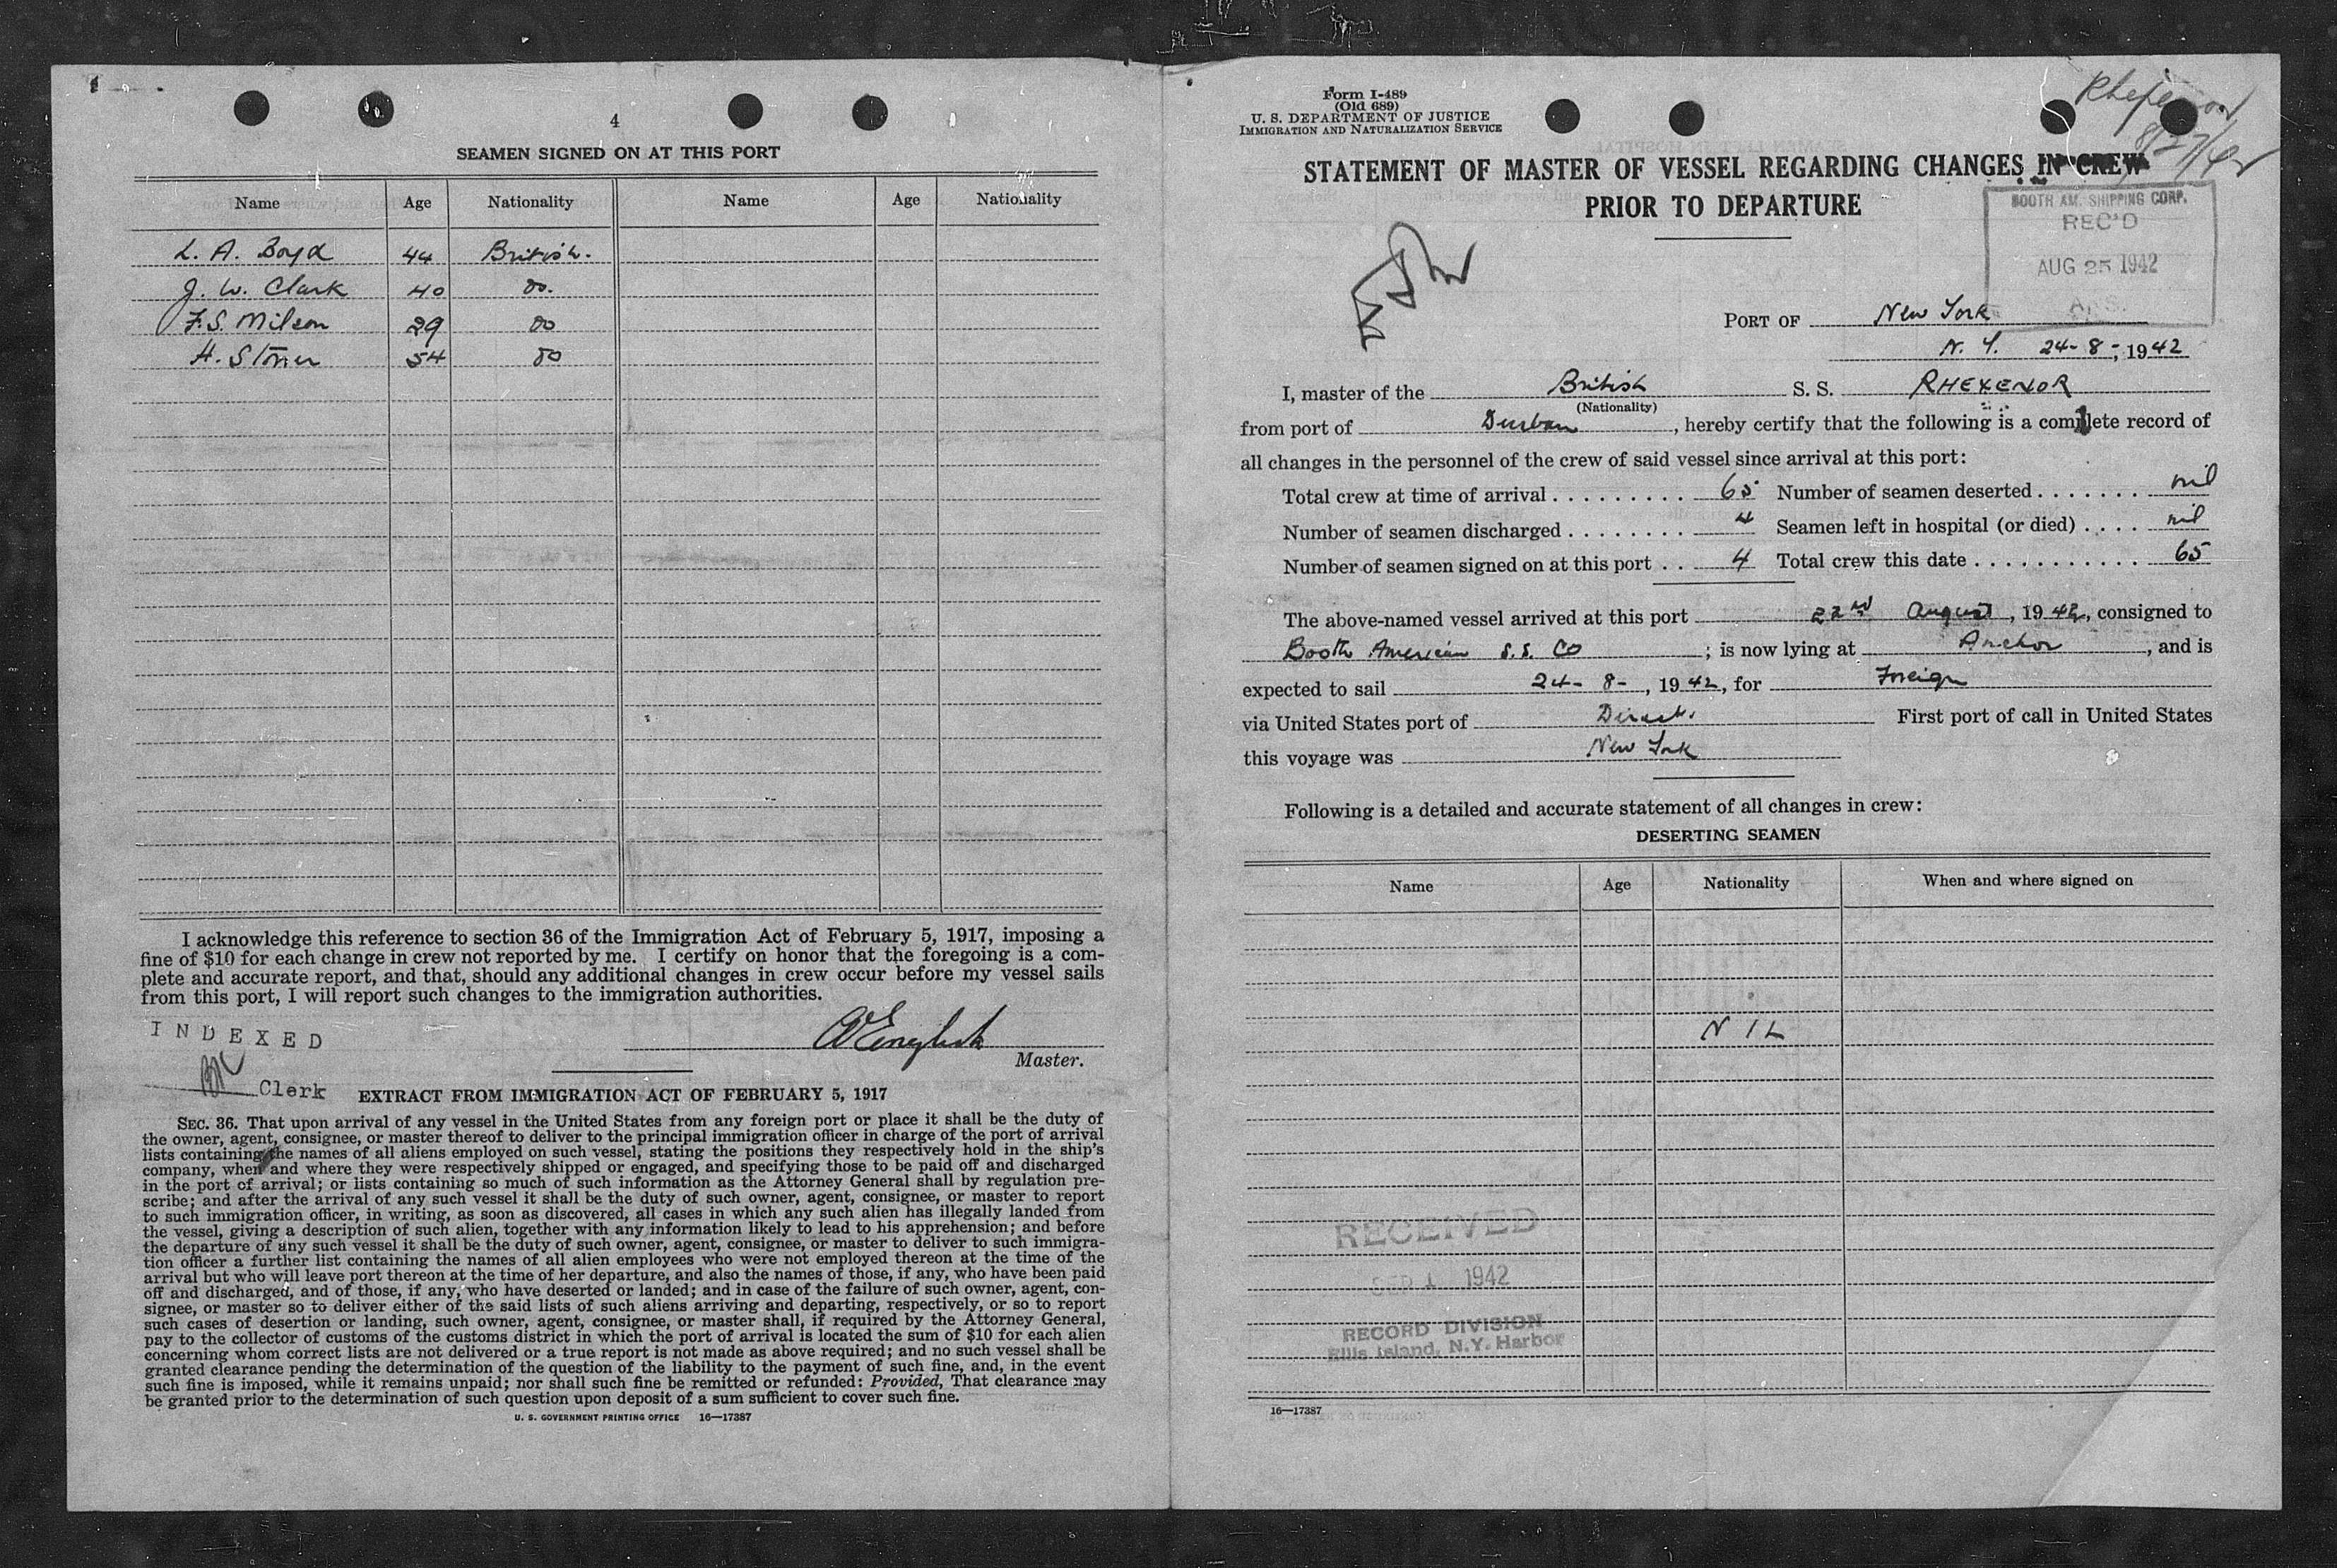 4
SEAMEN SIGNED ON AT THIS PORT
Name Age Nationality Name Age Nationality
L. A. Boyd 44 British.
J. W. Clark 40 do.
F. S. Milson 29 do
H. Stoner 54 do
I acknowledge this reference to section 36 of the Immigration Act of February 5, 1917, imposing a
fine of $10 for each change in crew not reported by me. I certify on honor that the foregoing is a com-
plete and accurate report, and that, should any additional changes in crew occur before my vessel sails
from this port, I will report such changes to the immigration authorities.
INDEXED
English
Master.
Clerk
EXTRACT FROM IMMIGRATION ACT OF FEBRUARY 5, 1917
SEC. 36. That upon arrival of any vessel in the United States from any foreign port or place it shall be the duty of
the owner, agent, consignee, or master thereof to deliver to the principal immigration officer in charge of the port of arrival
lists containing the names of all aliens employed on such vessel, stating the positions they respectively hold in the ship's
company, when and where they were respectively shipped or engaged, and specifying those to be paid off and discharged
in the port of arrival; or lists containing so much of such information as the Attorney General shall by regulation pre-
scribe; and after the arrival of any such vessel it shall be the duty of such owner, agent, consignee, or master to report
to such immigration officer, in writing, as soon as discovered, all cases in which any such alien has illegally landed from
the vessel, giving a description of such alien, together with any information likely to lead to his apprehension; and before
the departure of any such vessel it shall be the duty of such owner, agent, consignee, or master to deliver to such immigra-
tion officer a further list containing the names of all alien employees who were not employed thereon at the time of the
arrival but who will leave port thereon at the time of her departure, and also the names of those, if any, who have been paid
off and discharged, and of those, if any, who have deserted or landed; and in case of the failure of such owner, agent, con-
signee, or master so to deliver either of the said lists of such aliens arriving and departing, respectively, or so to report
such cases of desertion or landing, such owner, agent, consignee, or master shall, if required by the Attorney General,
pay to the collector of customs of the customs district in which the port of arrival is located the sum of $10 for each alien
concerning whom correct lists are not delivered or a true report is not made as above required; and no such vessel shall be
granted clearance pending the determination of the question of the liability to the payment of such fine, and, in the event
such fine is imposed, while it remains unpaid; nor shall such fine be remitted or refunded: Provided, That clearance may
be granted prior to the determination of such question upon deposit of a sum sufficient to cover such fine.
U. S. GOVERNMENT PRINTING OFFICE 16—17387
Form I-489
(Old 689)
U. S. DEPARTMENT OF JUSTICE
IMMIGRATION AND NATURALIZATION SERVICE
8/27/42
STATEMENT OF MASTER OF VESSEL REGARDING CHANGES IN CREW
PRIOR TO DEPARTURE
BOOTH AM. SHIPPING CORP.
REC'D
AUG 25 1942
PORT OF New York
N. Y. 24-8-, 1942
I, master of the British S. S. RHEXENOR
(Nationality)
from port of Durban, hereby certify that the following is a complete record of
all changes in the personnel of the crew of said vessel since arrival at this port:
Total crew at time of arrival ......... 65 Number of seamen deserted ....... nil
Number of seamen discharged ........ 4 Seamen left in hospital (or died) .... nil
Number of seamen signed on at this port .. 4 Total crew this date ........... 65
The above-named vessel arrived at this port 22nd August, 1942, consigned to
Booth American S.S. Co; is now lying at Anchor, and is
expected to sail 24-8-, 1942, for Foreign
via United States port of Direct. First port of call in United States
this voyage was New York
Following is a detailed and accurate statement of all changes in crew:
DESERTING SEAMEN
Name Age Nationality When and where signed on
NIL
RECEIVED
SEP 1 1942
RECORD DIVISION
Ellis Island, N.Y. Harbor
16—17387